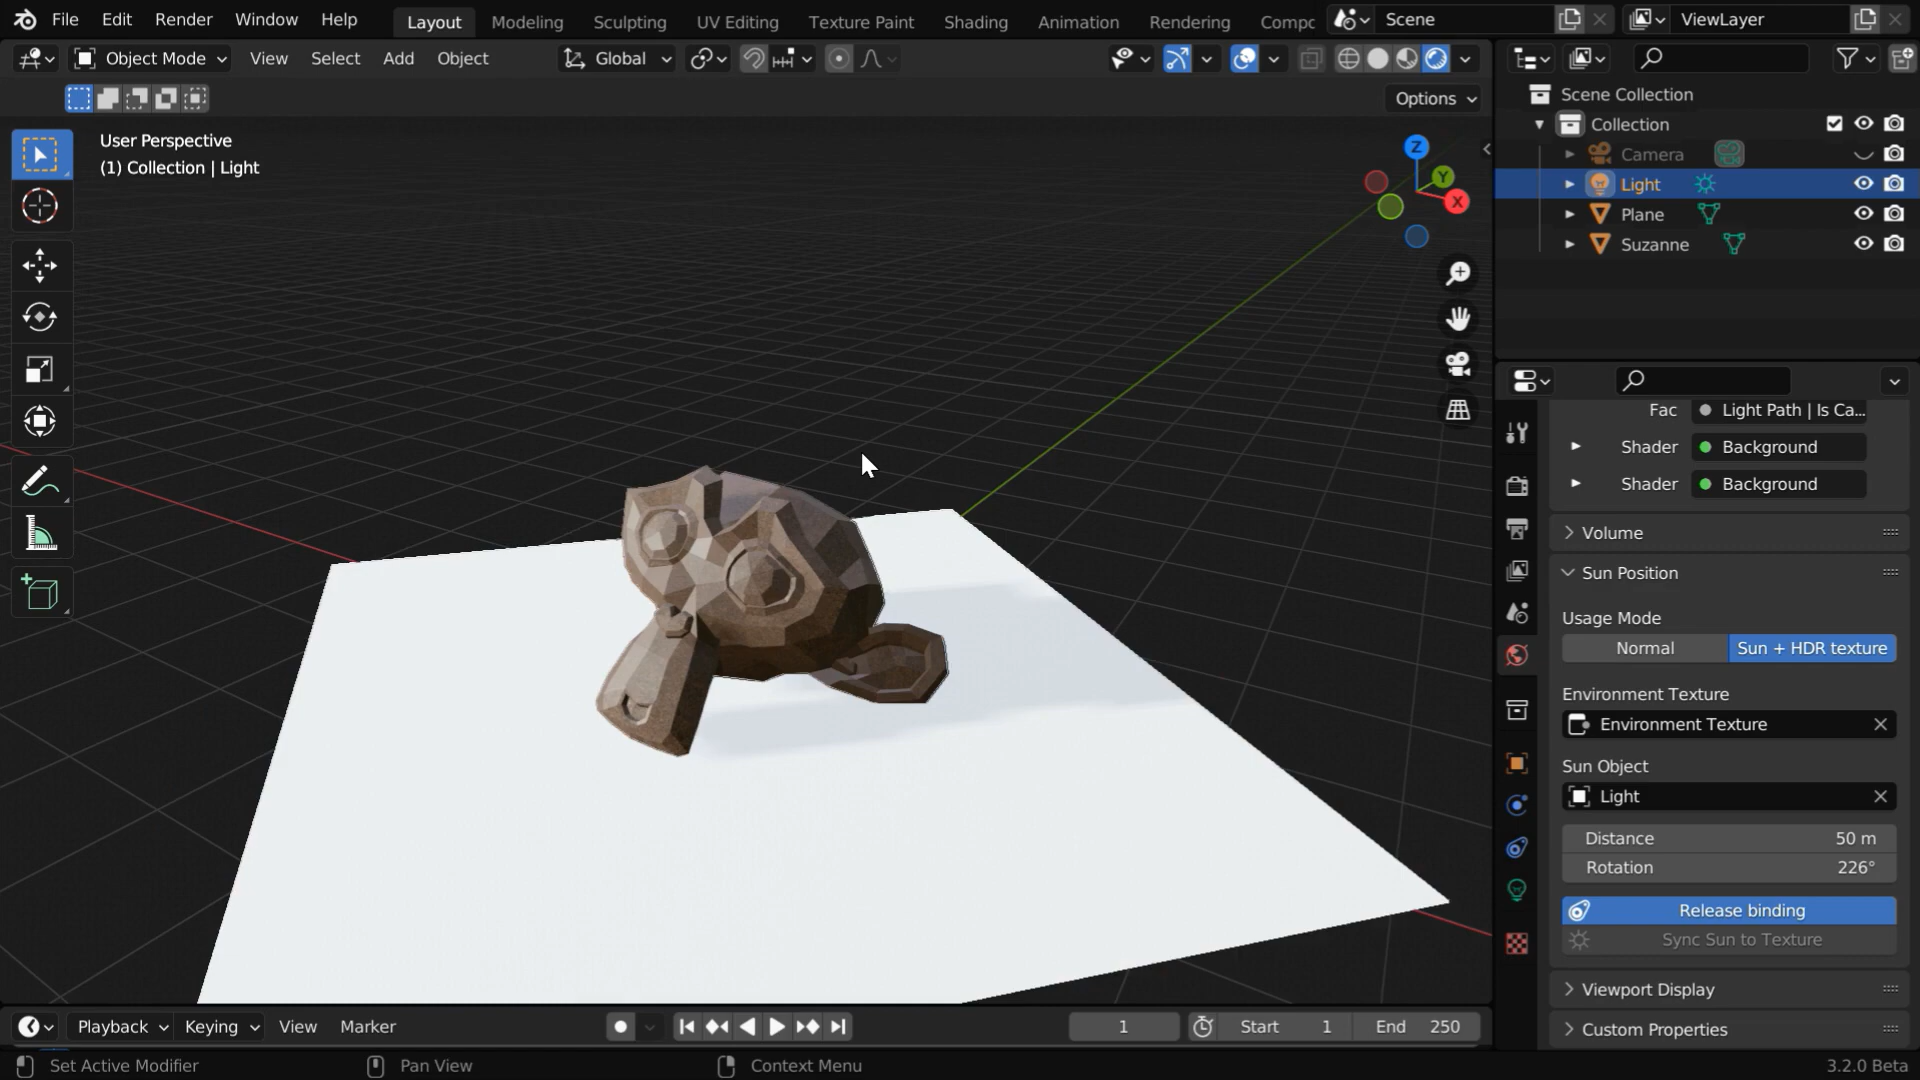 File Edit Render Window Help Layout Modeling Sculpting UV Editing Texture Paint Shading Animation Rendering Compc Scene ViewLayer
Object Mode View Select Add Object Global
Options
User Perspective
(1) Collection | Light
Z
Y
X
Scene Collection
Collection
Camera
Light
Plane
Suzanne
Fac Light Path | Is Ca...
Shader Background
Shader Background
Volume
Sun Position
Usage Mode
Normal Sun + HDR texture
Environment Texture
Environment Texture
Sun Object
Light
Distance 50 m
Rotation 226°
Release binding
Sync Sun to Texture
Viewport Display
Custom Properties
Playback Keying View Marker 1 Start 1 End 250
Set Active Modifier Pan View Context Menu 3.2.0 Beta